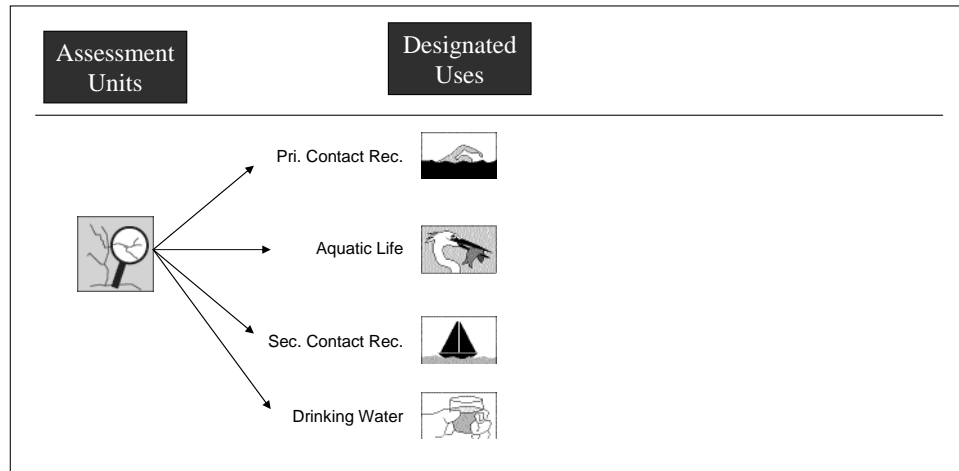 Assessment
Units
Designated
Uses
Pri. Contact Rec.
Aquatic Life
Sec. Contact Rec.
Drinking Water